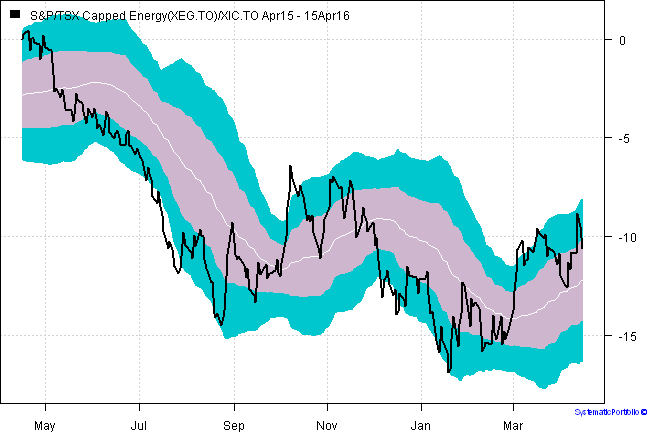 S&P/TSX Capped Energy(XEG.TO)/XIC.TO Apr15 - 15Apr16
0
-5
-10
-15
May Jul Sep Nov Jan Mar
SystematicPortfolio ©